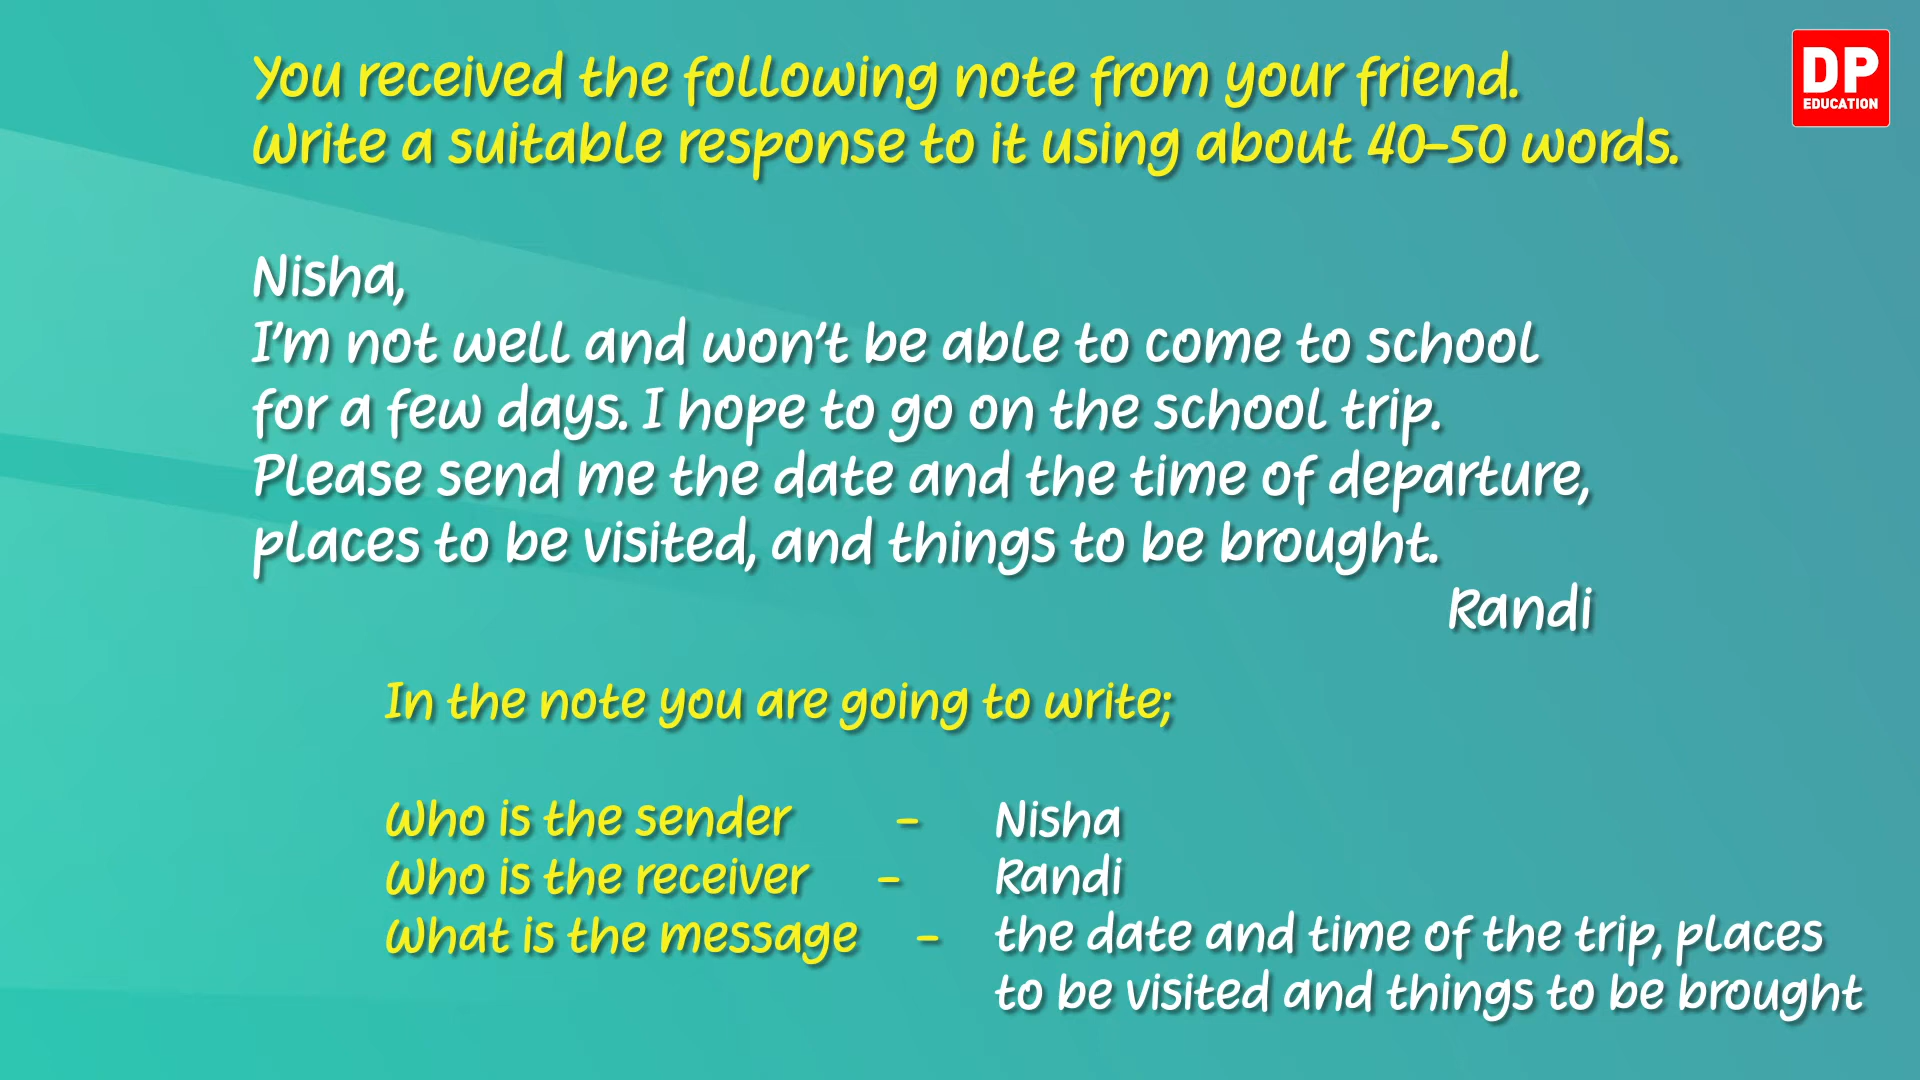 You received the following note from your friend.
Write a suitable response to it using about 40-50 words.
DP
EDUCATION
Nisha,
I'm not well and won't be able to come to school
for a few days. I hope to go on the school trip.
Please send me the date and the time of departure,
places to be visited, and things to be brought.
Randi
In the note you are going to write;
Who is the sender - Nisha
Who is the receiver - Randi
What is the message - the date and time of the trip, places
to be visited and things to be brought